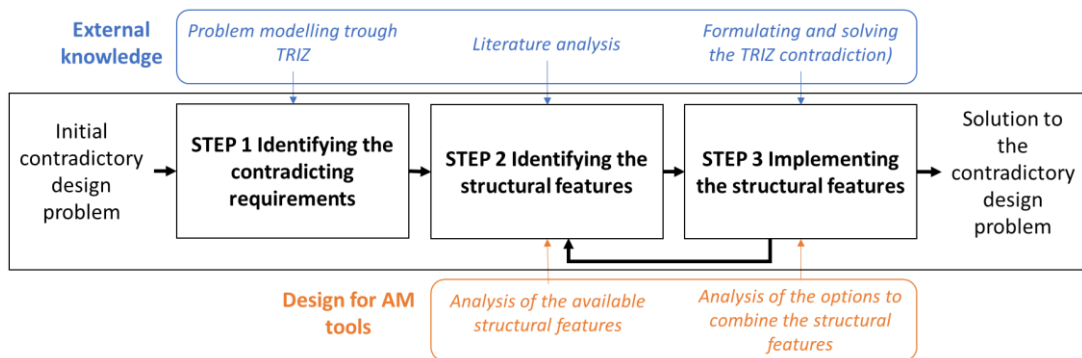 External
knowledge
Problem modelling trough
TRIZ
Literature analysis
Formulating and solving
the TRIZ contradiction)
Initial
contradictory
design
problem
STEP 1 Identifying the
contradicting
requirements
STEP 2 Identifying the
structural features
STEP 3 Implementing
the structural features
Solution to
the
contradictory
design
problem
Design for AM
tools
Analysis of the available
structural features
Analysis of the options to
combine the structural
features